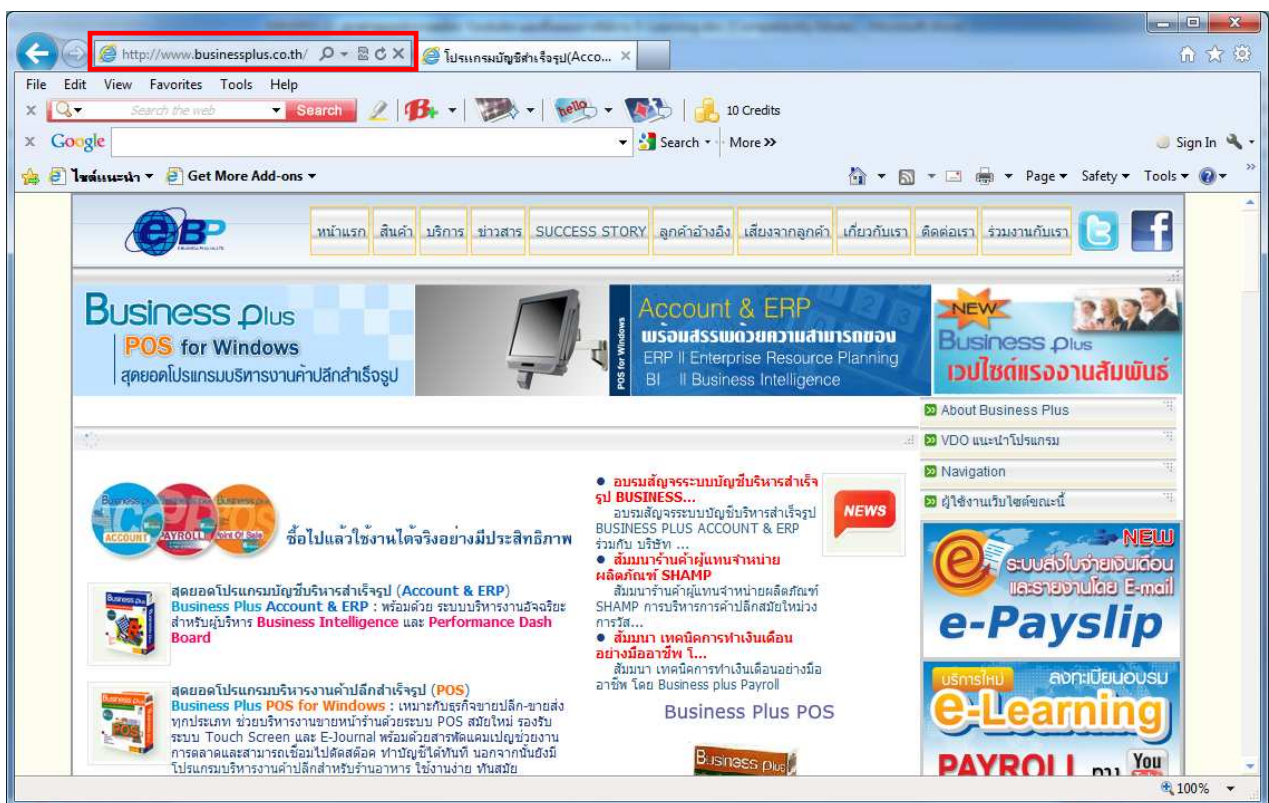 http://www.businessplus.co.th/
โปรแกรมบัญชีสำเร็จรูป(Acco...
File Edit View Favorites Tools Help
Search the web Search hello 10 Credits
Google Search More >> Sign In
ไซต์แนะนำ Get More Add-ons Page Safety Tools
eBP
หน้าแรก สินค้า บริการ ข่าวสาร SUCCESS STORY ลูกค้าอ้างอิง เสียงจากลูกค้า เกี่ยวกับเรา ติดต่อเรา ร่วมงานกับเรา
Business Plus
POS for Windows
สุดยอดโปรแกรมบริหารงานค้าปลีกสำเร็จรูป
POS for Windows
Account & ERP
พร้อมสรรพด้วยความสามารถของ
ERP II Enterprise Resource Planning
BI II Business Intelligence
NEW
Business Plus
เวปไซต์แรงงานสัมพันธ์
About Business Plus
VDO แนะนำโปรแกรม
Navigation
ผู้ใช้งานเว็บไซต์ขณะนี้
ACCOUNT PAYROLL Point Of Sale
ซื้อไปแล้วใช้งานได้จริงอย่างมีประสิทธิภาพ
สุดยอดโปรแกรมบัญชีบริหารสำเร็จรูป (Account & ERP)
Business Plus Account & ERP : พร้อมด้วย ระบบบริหารงานอัจฉริยะ
สำหรับผู้บริหาร Business Intelligence และ Performance Dash
Board
สุดยอดโปรแกรมบริหารงานค้าปลีกสำเร็จรูป (POS)
Business Plus POS for Windows : เหมาะกับธุรกิจขายปลีก-ขายส่ง
ทุกประเภท ช่วยบริหารงานขายหน้าร้านด้วยระบบ POS สมัยใหม่ รองรับ
ระบบ Touch Screen และ E-Journal พร้อมด้วยสารพัดแคมเปญช่วยงาน
การตลาดและสามารถเชื่อมไปตัดสต๊อค ทำบัญชีได้ทันที นอกจากนั้นยังมี
โปรแกรมบริหารงานค้าปลีกสำหรับร้านอาหาร ใช้งานง่าย ทันสมัย
อบรมสัญจรระบบบัญชีบริหารสำเร็จ
รูป BUSINESS...
อบรมสัญจรระบบบัญชีบริหารสำเร็จรูป
BUSINESS PLUS ACCOUNT & ERP
ร่วมกับ บริษัท ...
สัมมนาร้านค้าผู้แทนจำหน่าย
ผลิตภัณฑ์ SHAMP
สัมมนาร้านค้าผู้แทนจำหน่ายผลิตภัณฑ์
SHAMP การบริหารการค้าปลีกสมัยใหม่วง
การวัส...
สัมมนา เทคนิคการทำเงินเดือน
อย่างมืออาชีพ โ...
สัมมนา เทคนิคการทำเงินเดือนอย่างมือ
อาชีพ โดย Business plus Payroll
NEWS
Business Plus POS
Business Plus
NEW
ระบบส่งใบจ่ายเงินเดือน
และรายงานโดย E-mail
e-Payslip
บริการใหม่ ลงทะเบียนอบรม
e-Learning
PAYROLL ทาง You
100%